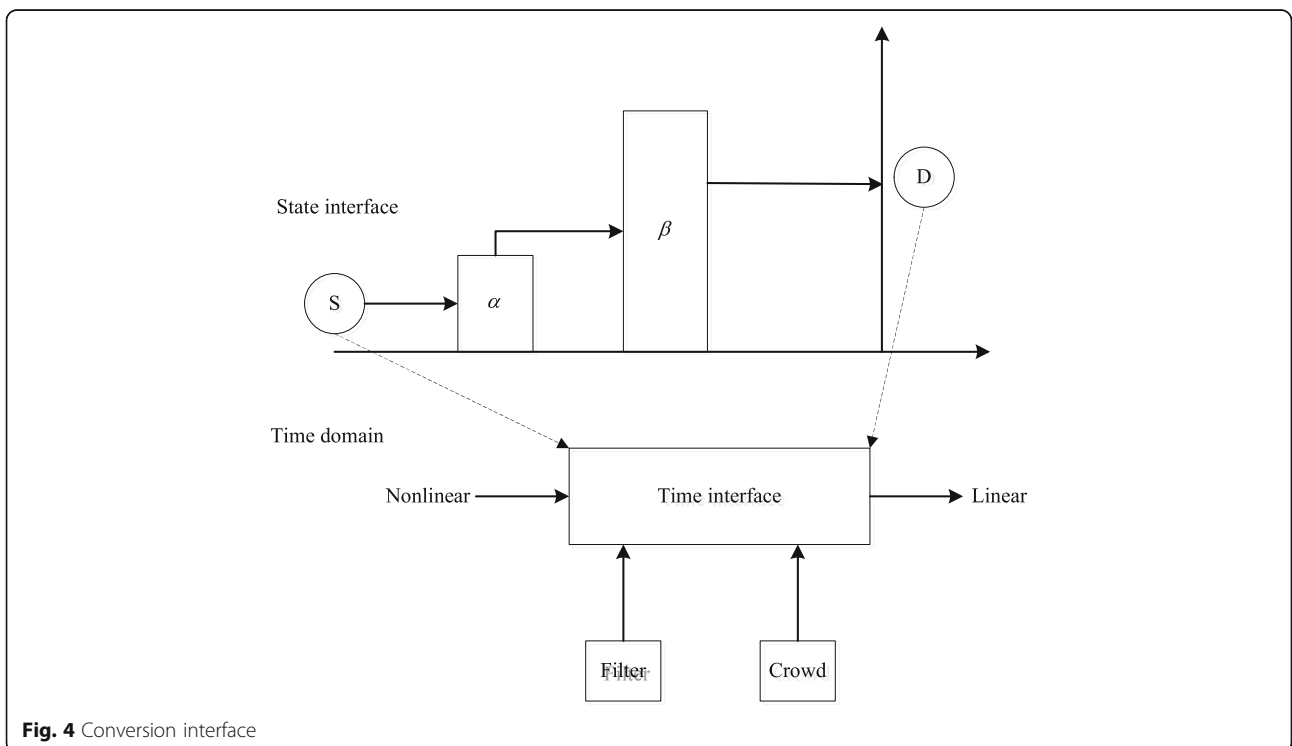 D
State interface
β
S
α
Time domain
Nonlinear
Time interface
Linear
Filter
Crowd
Fig. 4 Conversion interface